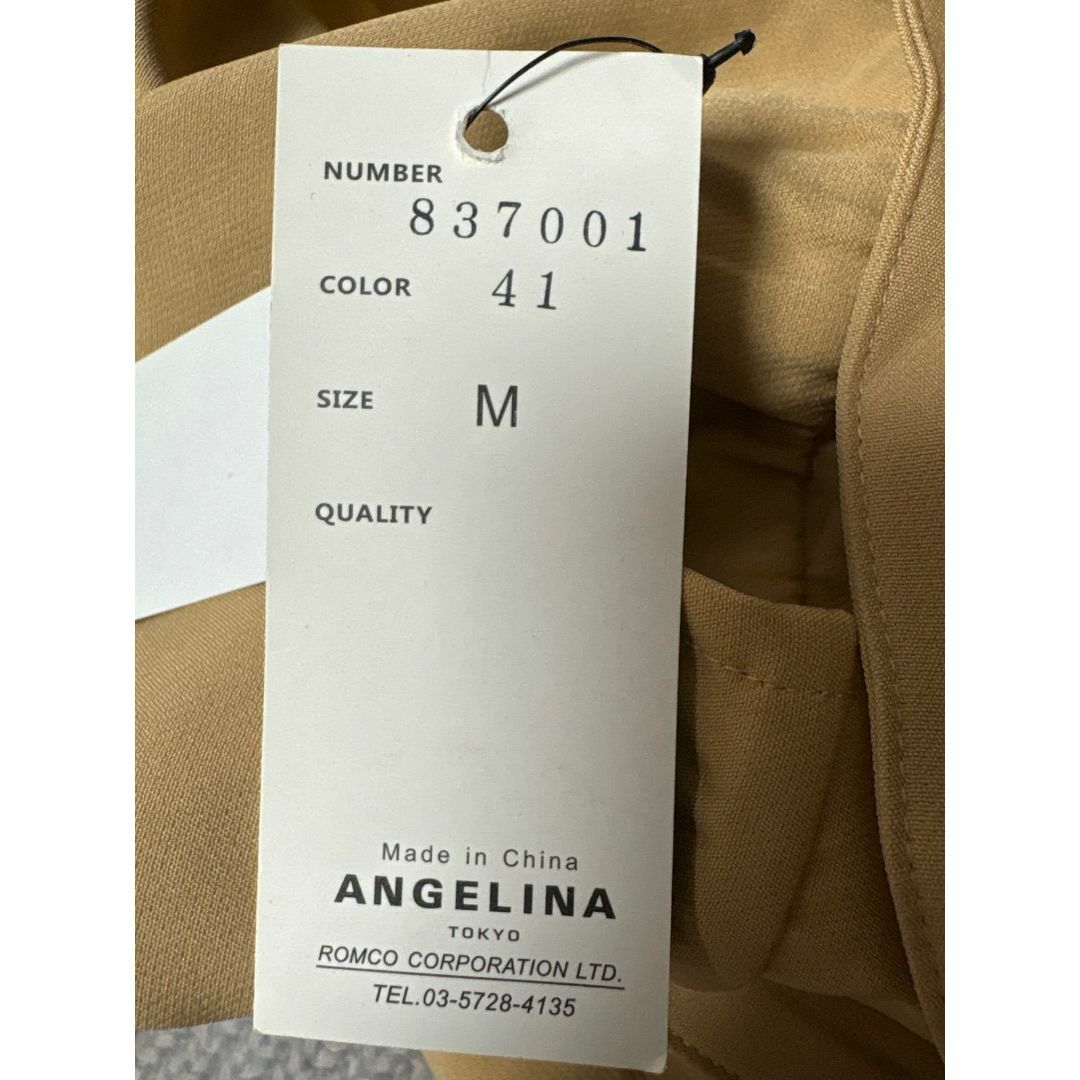 NUMBER
837001
COLOR 41
SIZE M
QUALITY
Made in China
ANGELINA
TOKYO
ROMCO CORPORATION LTD.
TEL.03-5728-4135